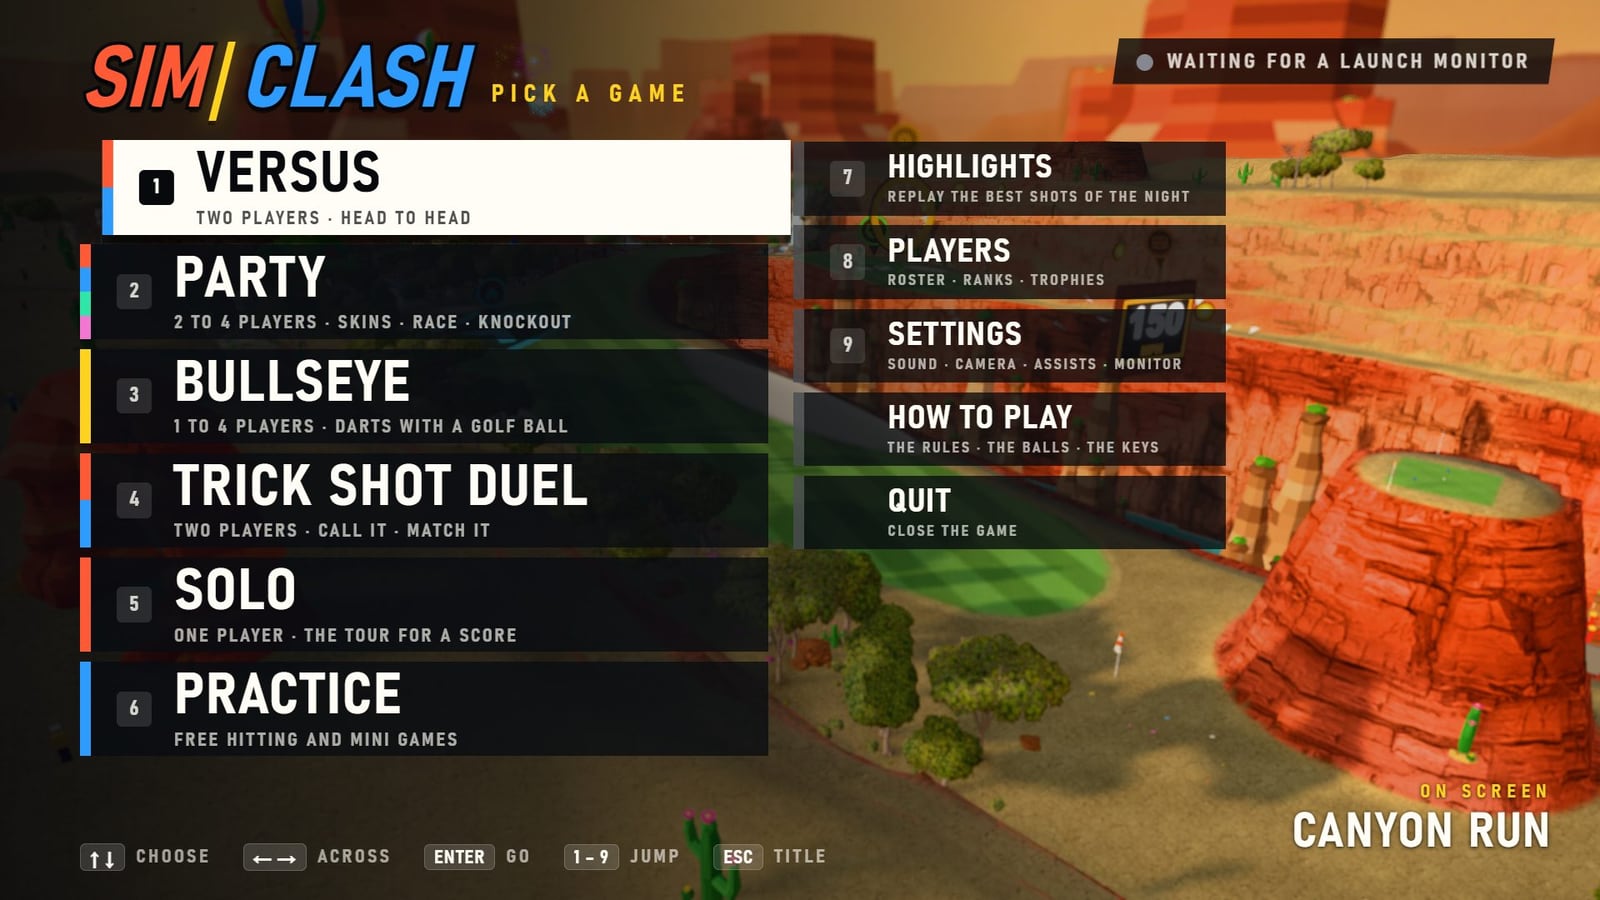 SIM/CLASH
PICK A GAME
WAITING FOR A LAUNCH MONITOR
1 VERSUS
TWO PLAYERS · HEAD TO HEAD
2 PARTY
2 TO 4 PLAYERS · SKINS · RACE · KNOCKOUT
3 BULLSEYE
1 TO 4 PLAYERS · DARTS WITH A GOLF BALL
4 TRICK SHOT DUEL
TWO PLAYERS · CALL IT · MATCH IT
5 SOLO
ONE PLAYER · THE TOUR FOR A SCORE
6 PRACTICE
FREE HITTING AND MINI GAMES
7 HIGHLIGHTS
REPLAY THE BEST SHOTS OF THE NIGHT
8 PLAYERS
ROSTER · RANKS · TROPHIES
9 SETTINGS
SOUND · CAMERA · ASSISTS · MONITOR
HOW TO PLAY
THE RULES · THE BALLS · THE KEYS
QUIT
CLOSE THE GAME
150
ON SCREEN
CANYON RUN
↑↓ CHOOSE ←→ ACROSS ENTER GO 1–9 JUMP ESC TITLE